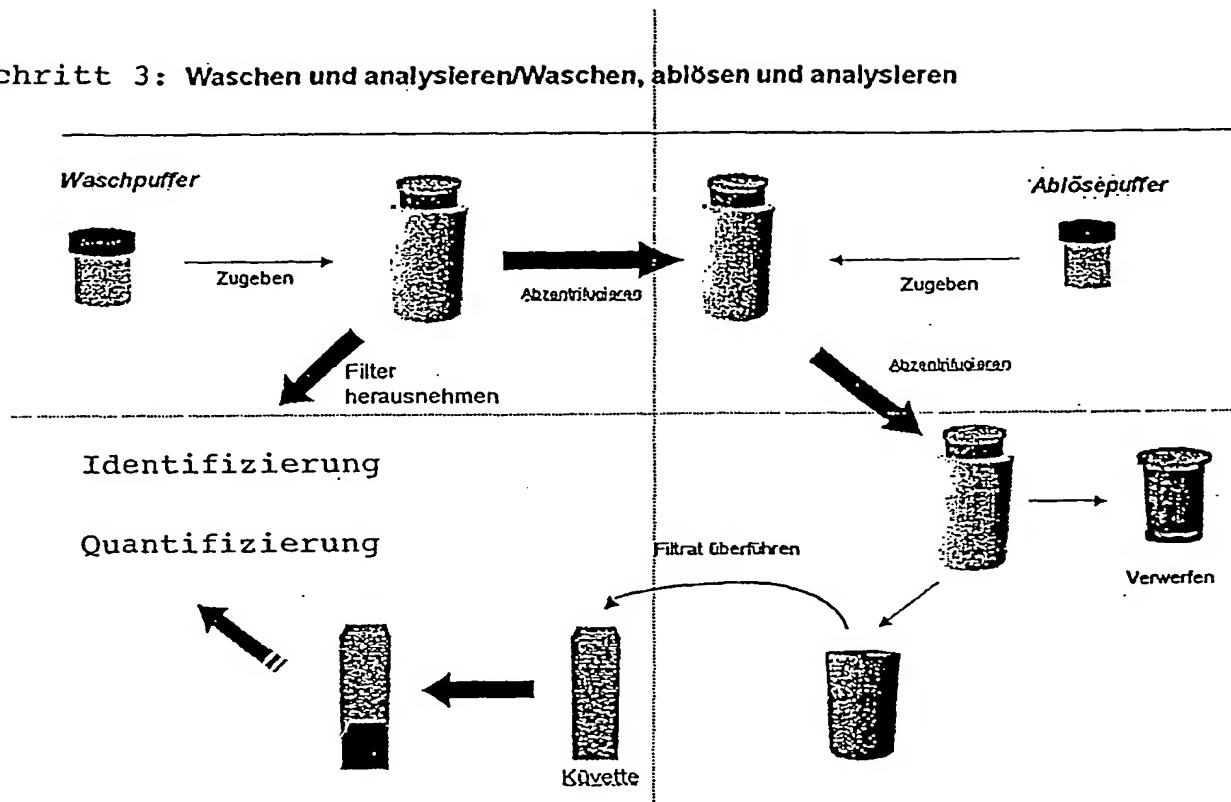 chritt 3: Waschen und analysieren/Waschen, ablösen und analysieren
Waschpuffer
Ablösepuffer
Zugeben
Abzentrifugieren
Zugeben
Filter
herausnehmen
Abzentrifugieren
Identifizierung
Quantifizierung
Filtrat überführen
Verwerfen
Küvette